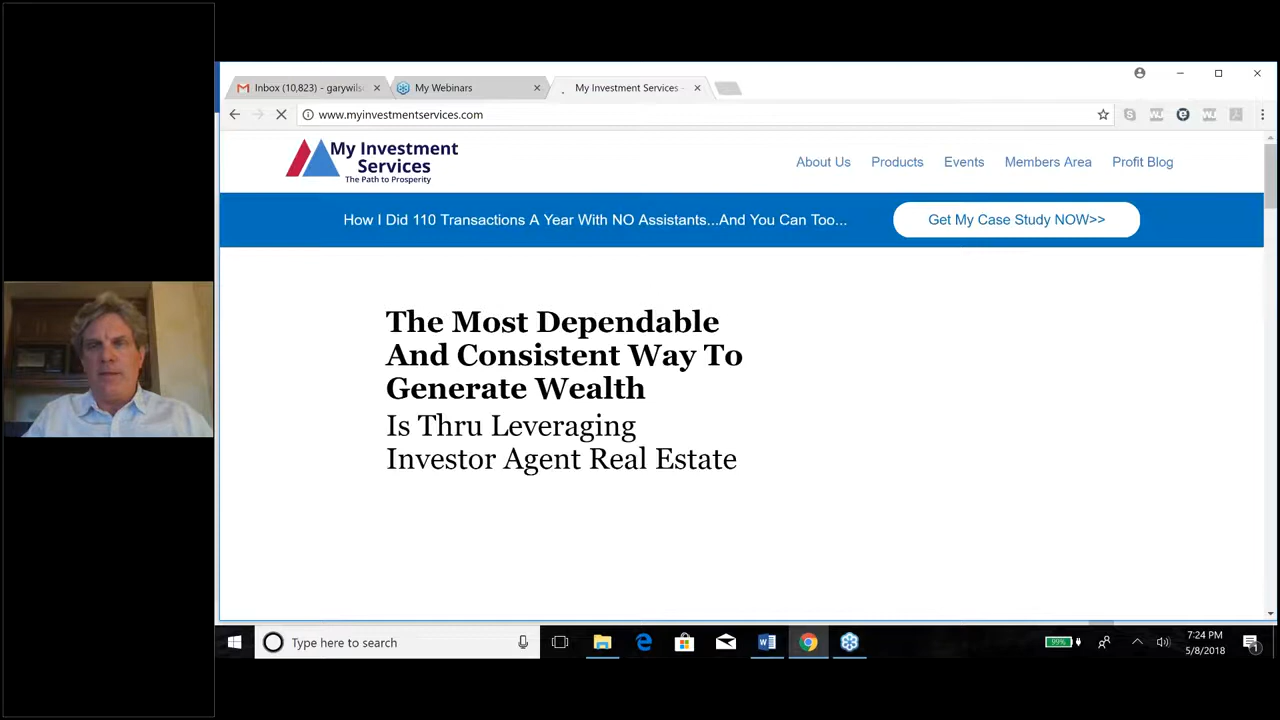 Inbox (10,823) - garywils
My Webinars
My Investment Services -
www.myinvestmentservices.com
My Investment
Services
The Path to Prosperity
About Us
Products
Events
Members Area
Profit Blog
How I Did 110 Transactions A Year With NO Assistants...And You Can Too...
Get My Case Study NOW>>
The Most Dependable
And Consistent Way To
Generate Wealth
Is Thru Leveraging
Investor Agent Real Estate
Type here to search
99%
7:24 PM
5/8/2018
1